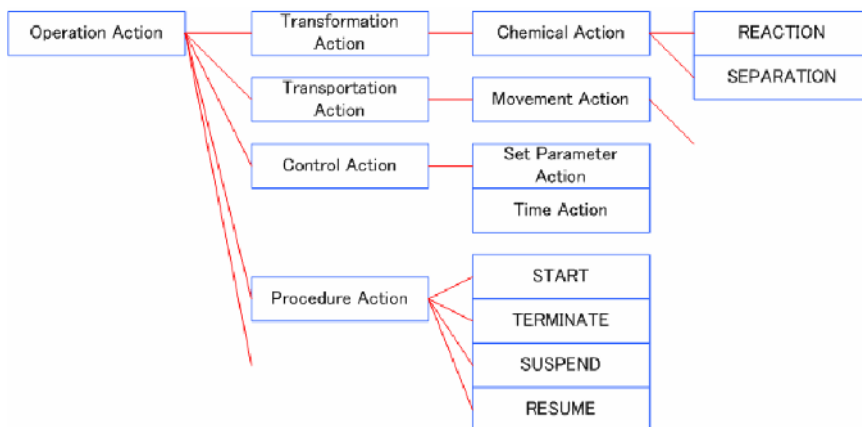 Operation Action
Transformation
Action
Chemical Action
REACTION
SEPARATION
Transportation
Action
Movement Action
Control Action
Set Parameter
Action
Time Action
Procedure Action
START
TERMINATE
SUSPEND
RESUME